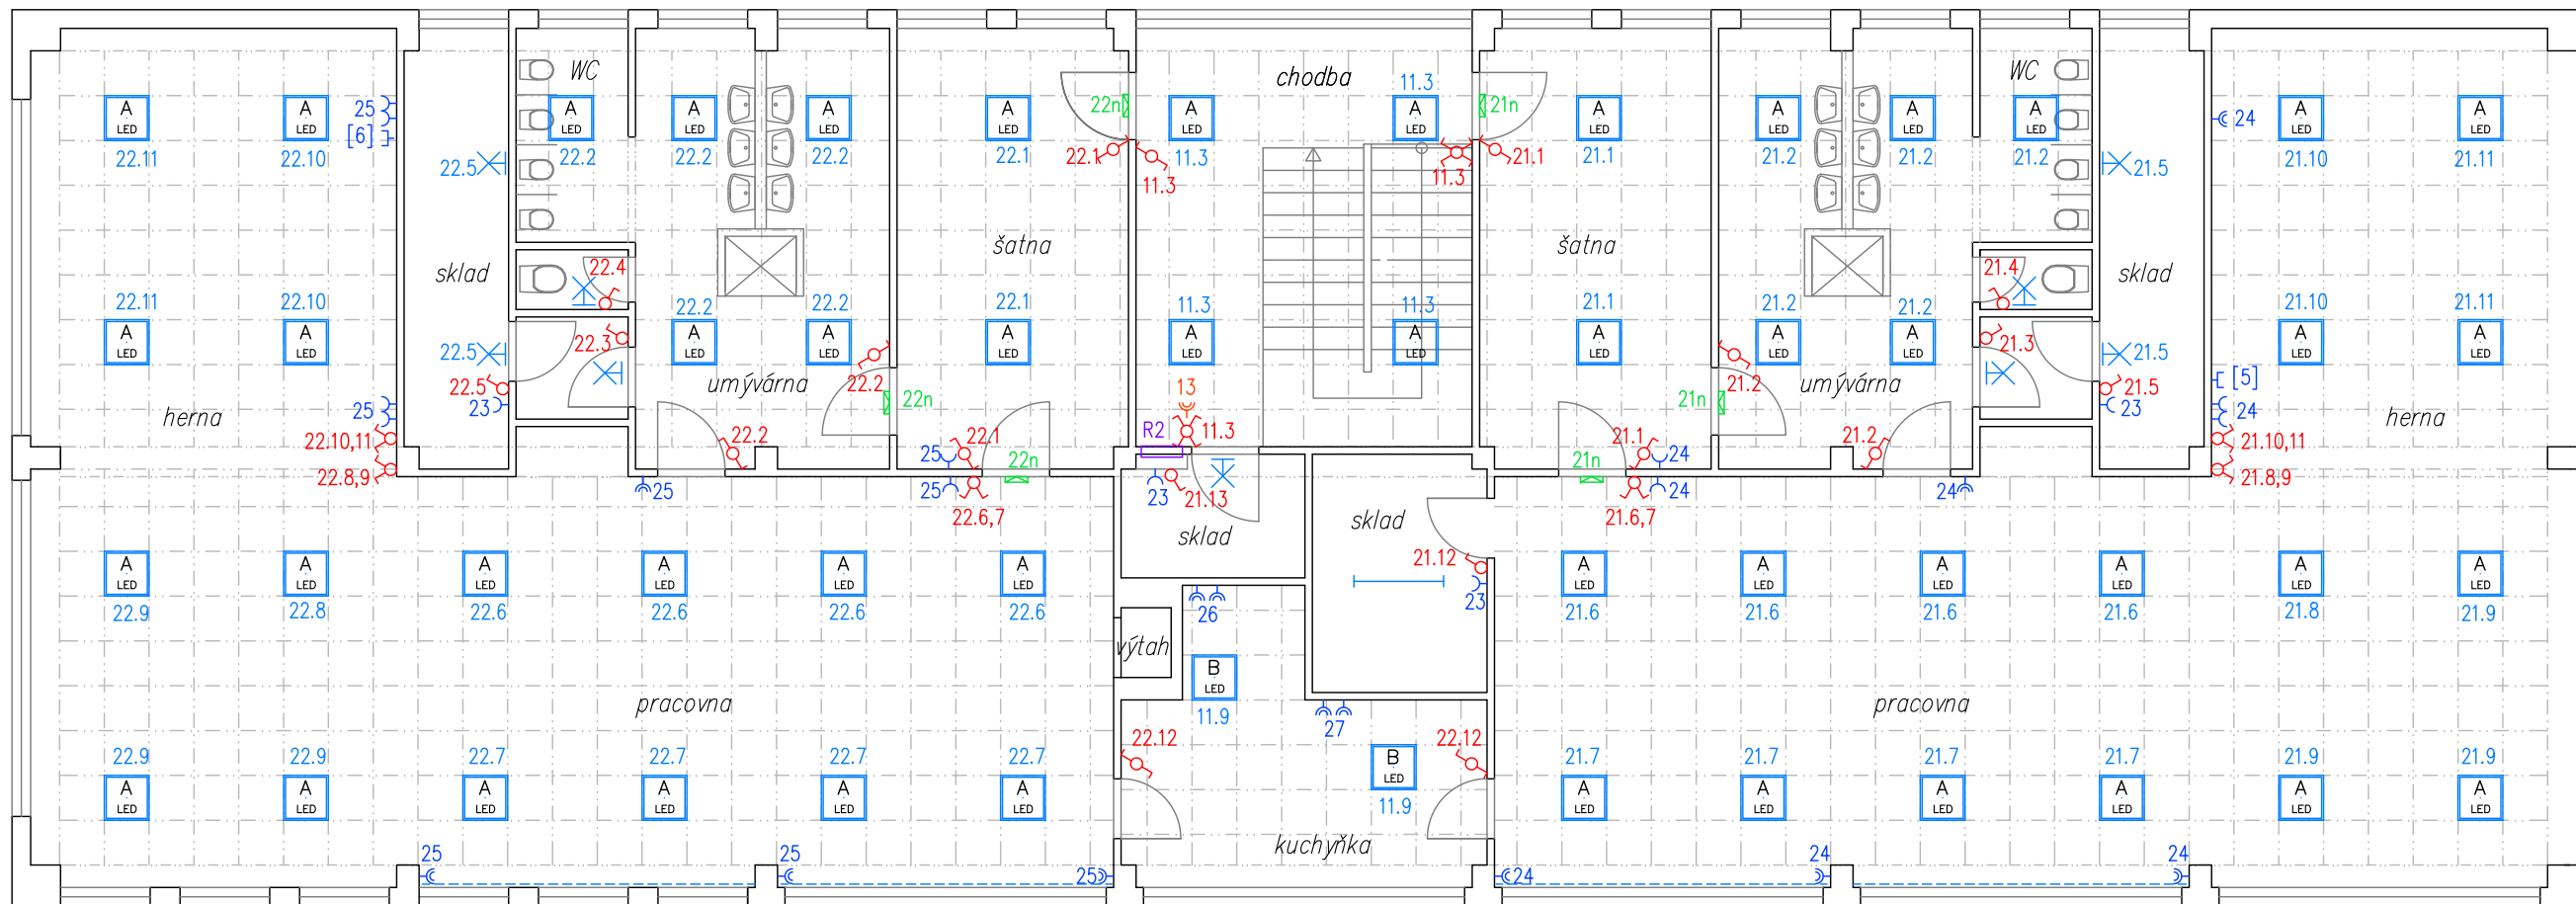 WC
chodba
11.3
WC
A LED
A LED
A LED
A LED
A LED
A LED
A LED
A LED
A LED
A LED
A LED
A LED
A LED
A LED
25
[6]
22n
21n
24
22.11
22.10
22.5
22.2
22.2
22.2
22.1
22.1
11.3
11.3
11.3
21.1
21.1
21.2
21.2
21.2
21.5
21.10
21.11
sklad
šatna
šatna
sklad
22.4
21.4
22.11
22.10
22.2
22.2
22.1
11.3
11.3
21.1
21.2
21.2
21.10
21.11
A LED
A LED
A LED
A LED
A LED
A LED
A LED
A LED
A LED
A LED
A LED
A LED
22.5
22.3
21.3
21.5
22.5
23
22.2
umývárna
13
21.2
umývárna
21.5
23
[5]
25
22n
21n
24
herna
herna
22.10,11
22.8,9
22.2
22.1
25
R2
11.3
21.1
24
21.2
21.10,11
21.8,9
22n
21n
25
25
23
21.13
24
24
22.6,7
21.6,7
sklad
sklad
21.12
23
A LED
A LED
A LED
A LED
A LED
A LED
A LED
A LED
A LED
A LED
A LED
A LED
22.9
22.8
22.6
22.6
22.6
22.6
26
21.6
21.6
21.6
21.6
21.8
21.9
výtah
B LED
11.9
pracovna
27
pracovna
22.12
22.12
22.9
22.9
22.7
22.7
22.7
22.7
21.7
21.7
21.7
21.7
21.9
21.9
A LED
A LED
A LED
A LED
A LED
A LED
B LED
11.9
A LED
A LED
A LED
A LED
A LED
A LED
kuchyňka
25
25
25
24
24
24